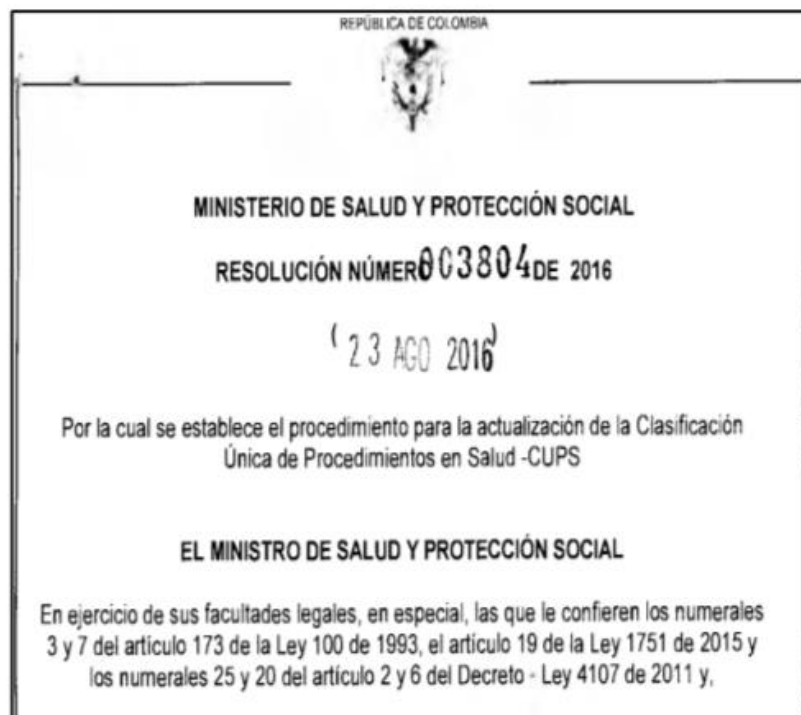 REPÚBLICA DE COLOMBIA
MINISTERIO DE SALUD Y PROTECCIÓN SOCIAL
RESOLUCIÓN NÚMERO 003804 DE 2016
( 23 AGO 2016 )
Por la cual se establece el procedimiento para la actualización de la Clasificación
Única de Procedimientos en Salud -CUPS
EL MINISTRO DE SALUD Y PROTECCIÓN SOCIAL
En ejercicio de sus facultades legales, en especial, las que le confieren los numerales
3 y 7 del artículo 173 de la Ley 100 de 1993, el artículo 19 de la Ley 1751 de 2015 y
los numerales 25 y 20 del artículo 2 y 6 del Decreto - Ley 4107 de 2011 y,